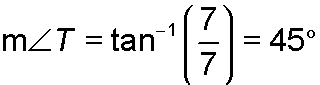 m∠T = tan⁻¹(7/7) = 45°